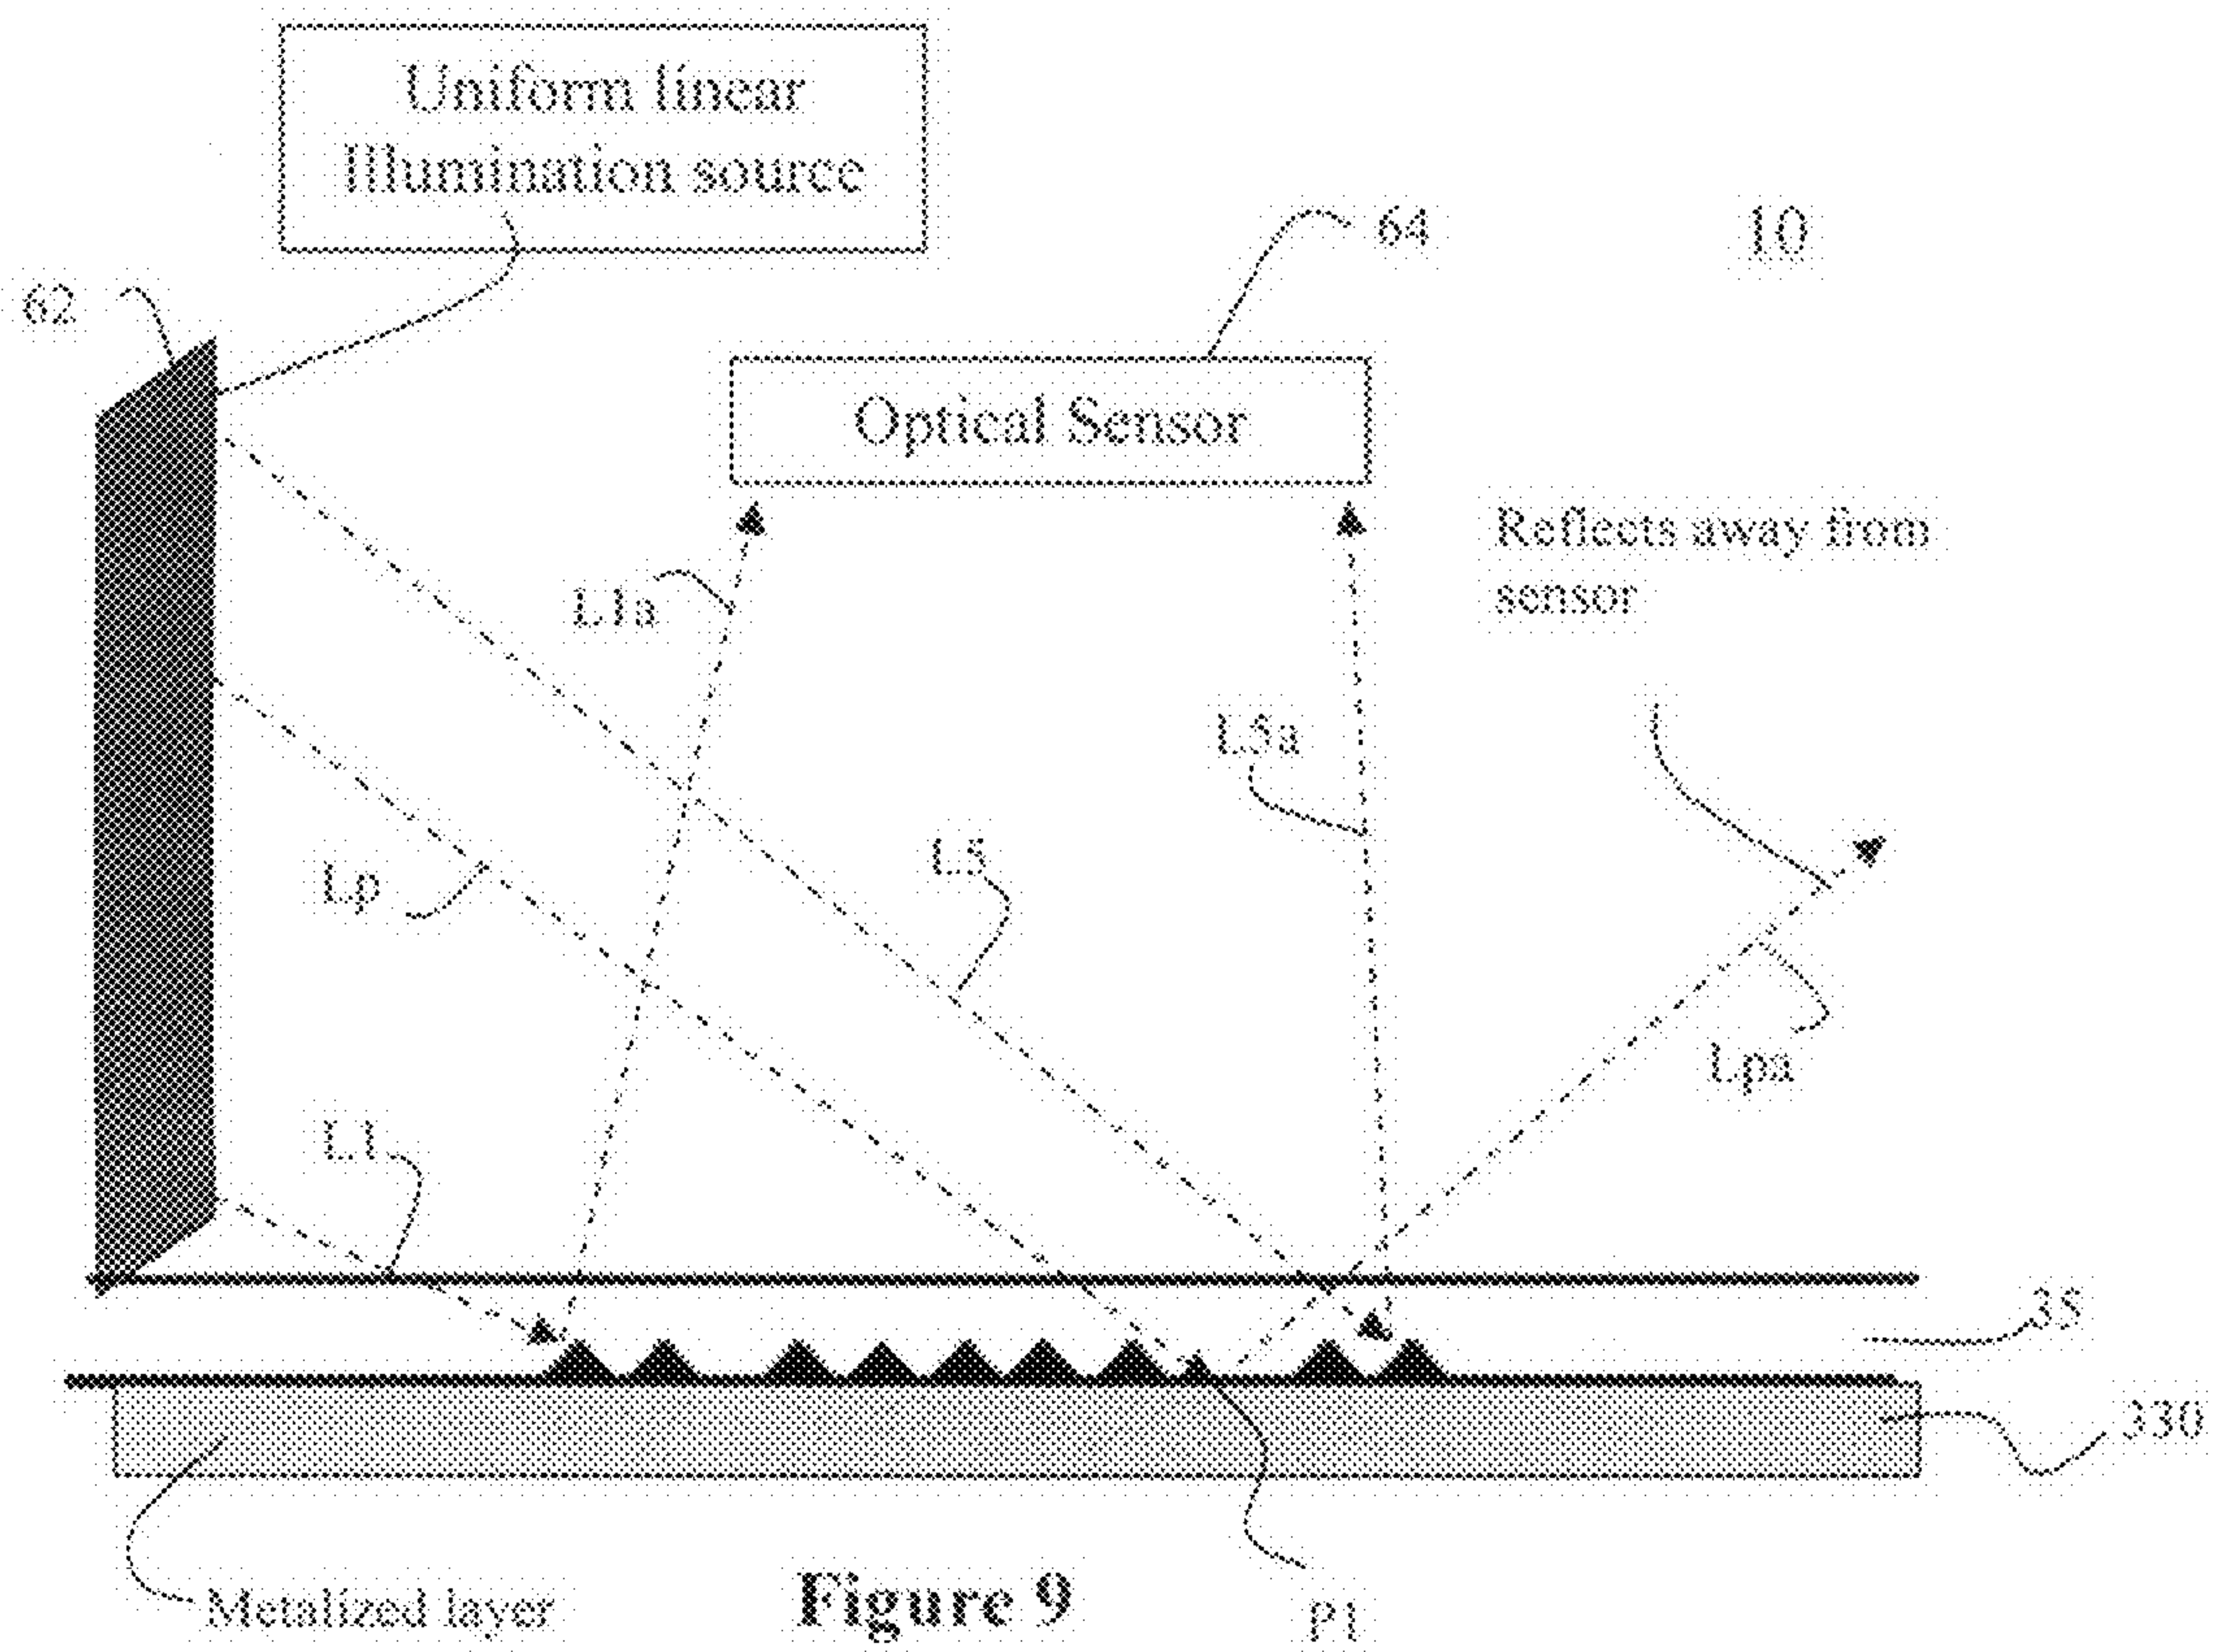 Uniform linear
Illumination source
64
10
62
Optical Sensor
Reflects away from
sensor
L1a
L5a
L5
Lp
Lpa
L1
35
330
Metalized layer
Figure 9
P1